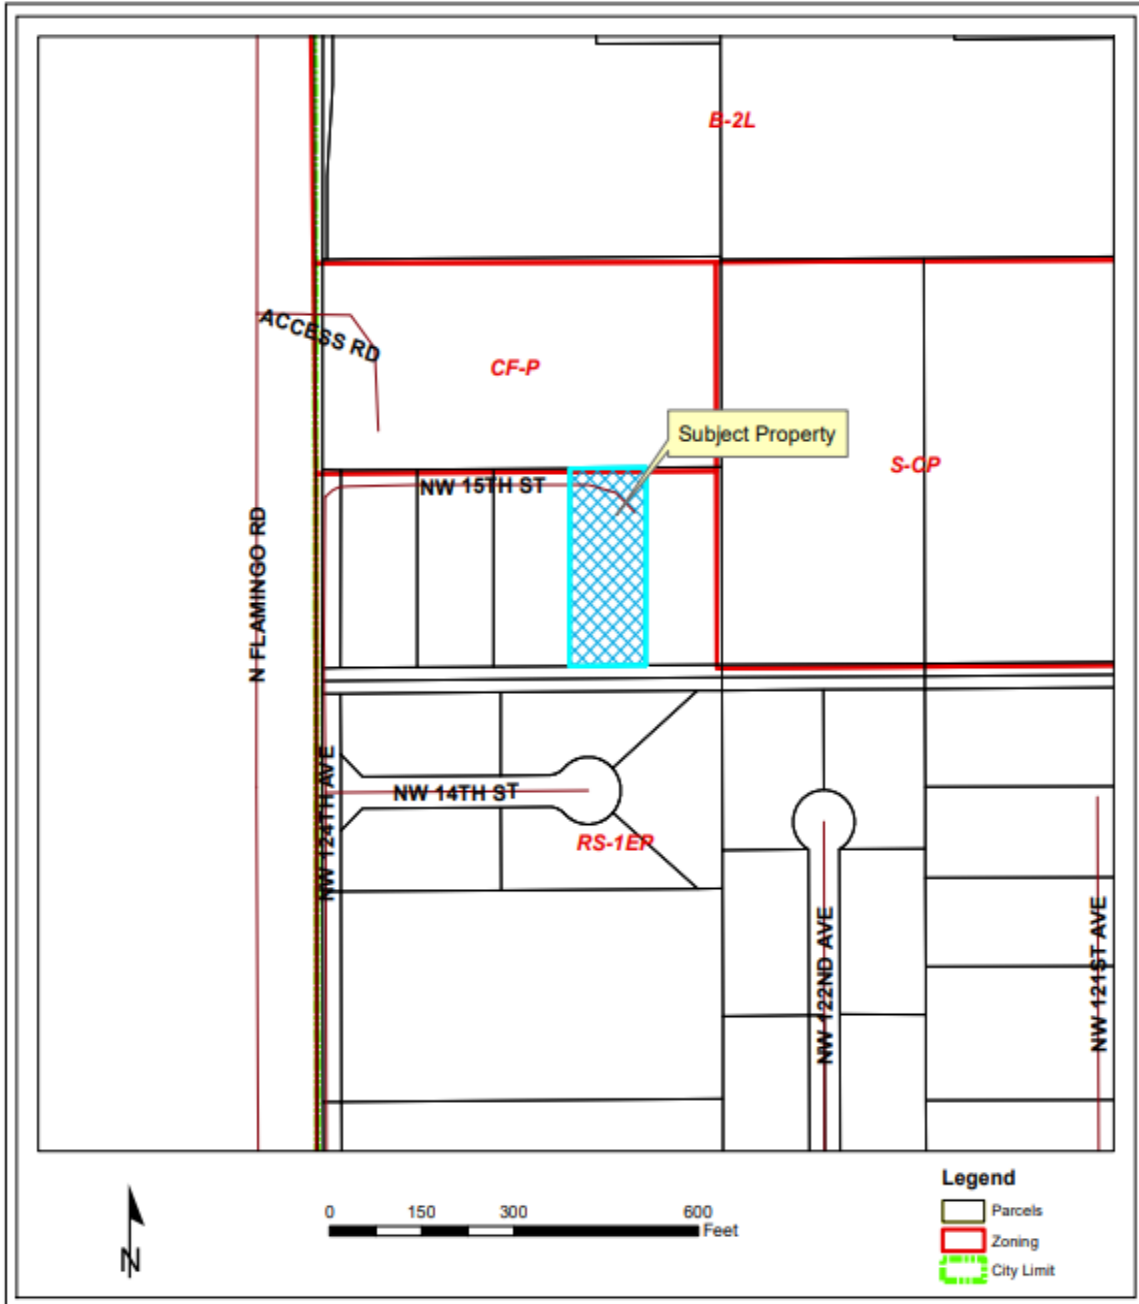 B-2L
ACCESS RD
CF-P
Subject Property
S-CP
NW 15TH ST
N FLAMINGO RD
NW 124TH AVE
NW 14TH ST
RS-1EP
NW 122ND AVE
NW 121ST AVE
N
0 150 300 600
Feet
Legend
Parcels
Zoning
City Limit